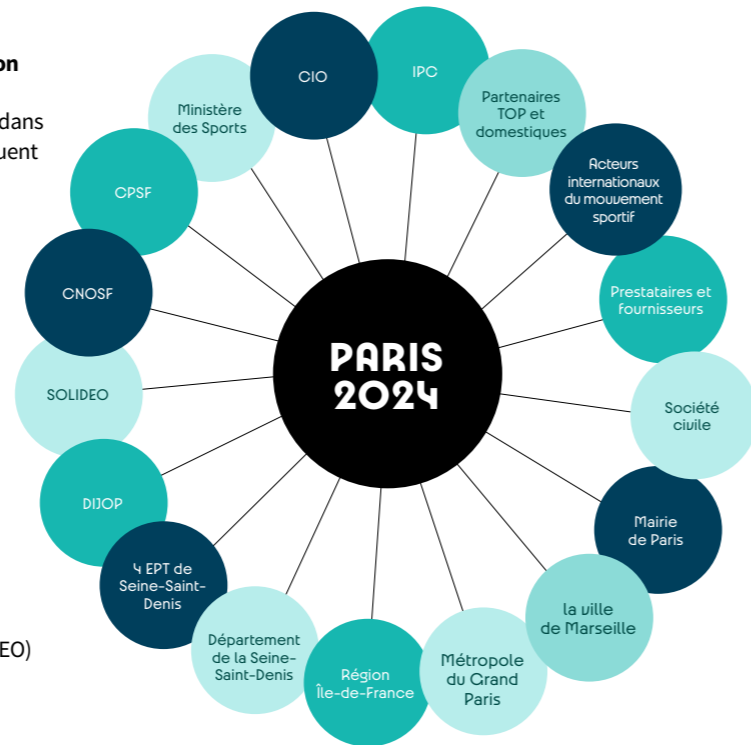 on
dans
uent
EO)
CIO
IPC
Partenaires
TOP et
domestiques
Acteurs
internationaux
du mouvement
sportif
Prestataires et
fournisseurs
Société
civile
Mairie
de Paris
la ville
de Marseille
Métropole
du Grand
Paris
Région
Île-de-France
Département
de la Seine-
Saint-Denis
4 EPT de
Seine-Saint-
Denis
DIJOP
SOLIDEO
CNOSF
CPSF
Ministère
des Sports
PARIS
2024